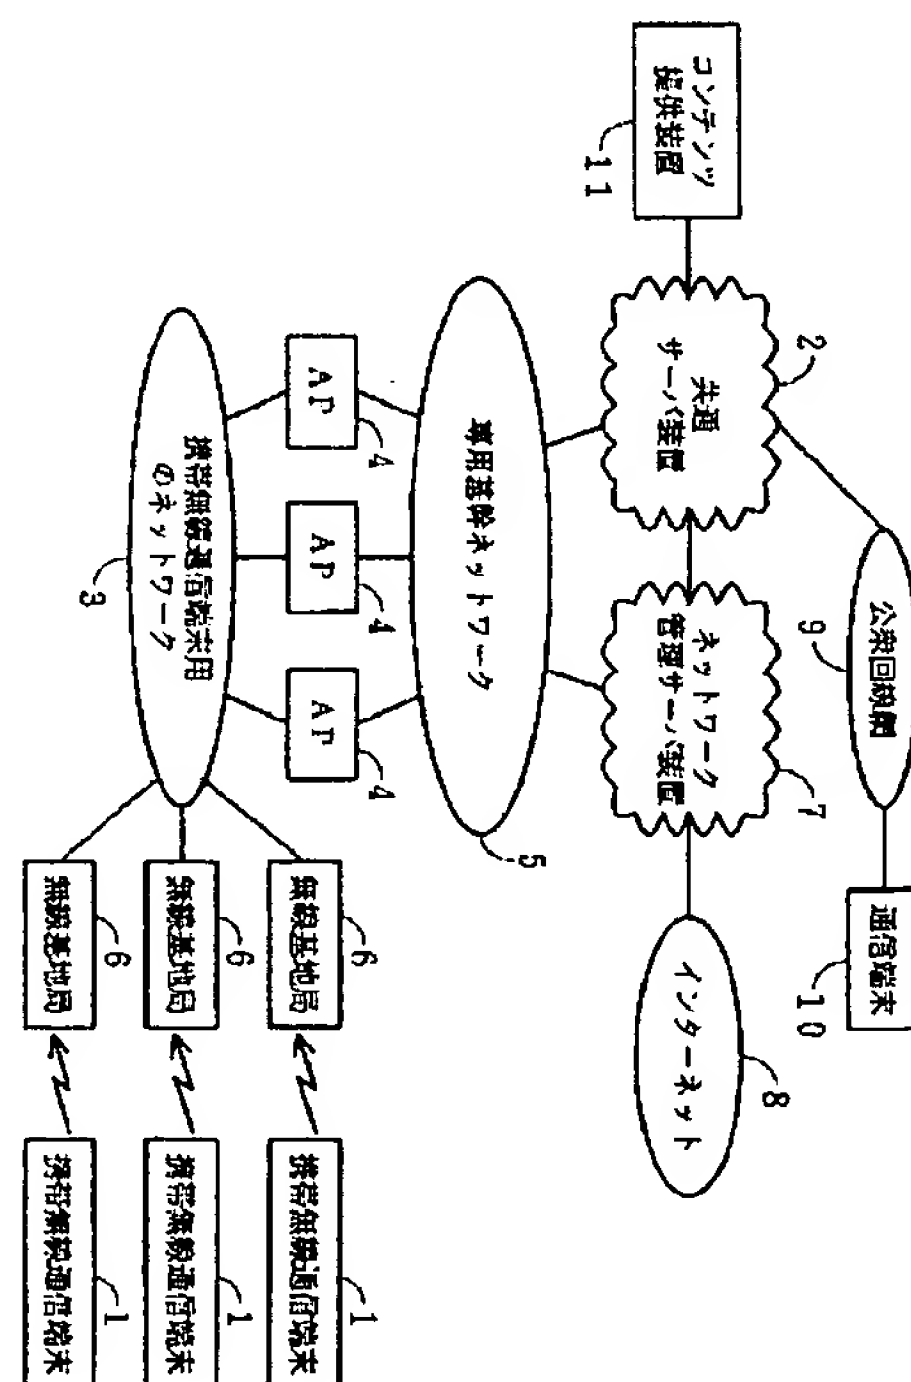 コンテンツ
提供装置
11
共通
サーバ装置
2
公衆回線網
9
通信端末
10
ネットワーク
管理サーバ装置
7
インターネット
8
専用基幹ネットワーク
5
AP
4
AP
4
AP
4
携帯無線通信端末用
のネットワーク
3
無線基地局
6
無線基地局
6
無線基地局
6
携帯無線通信端末
1
携帯無線通信端末
1
携帯無線通信端末
1